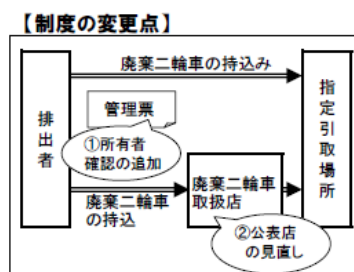 【制度の変更点】
廃棄二輪車の持込み
排出者
管理票
①所有者
確認の追加
指定引取場所
廃棄二輪車
の持込
廃棄二輪車
取扱店
②公表店
の見直し